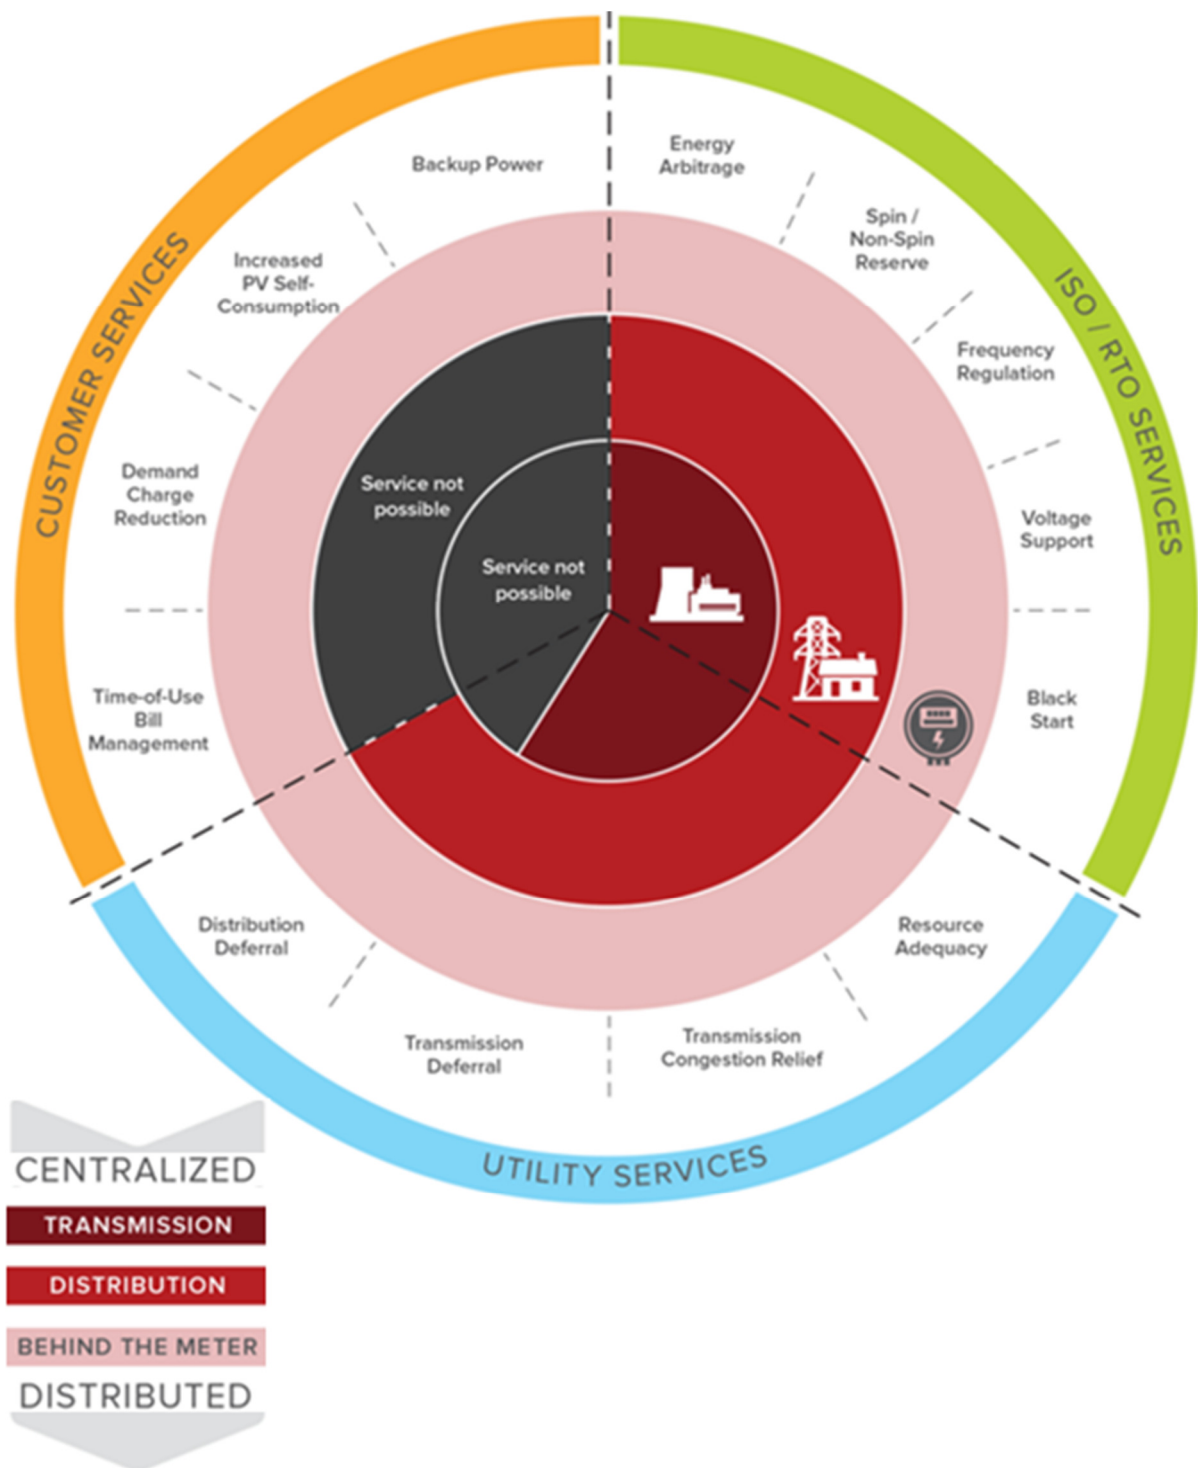 CUSTOMER SERVICES
ISO / RTO SERVICES
UTILITY SERVICES
Backup Power
Energy
Arbitrage
Spin /
Non-Spin
Reserve
Increased
PV Self-
Consumption
Frequency
Regulation
Demand
Charge
Reduction
Service not
possible
Service not
possible
Voltage
Support
Time-of-Use
Bill
Management
Black
Start
Distribution
Deferral
Resource
Adequacy
Transmission
Deferral
Transmission
Congestion Relief
CENTRALIZED
TRANSMISSION
DISTRIBUTION
BEHIND THE METER
DISTRIBUTED